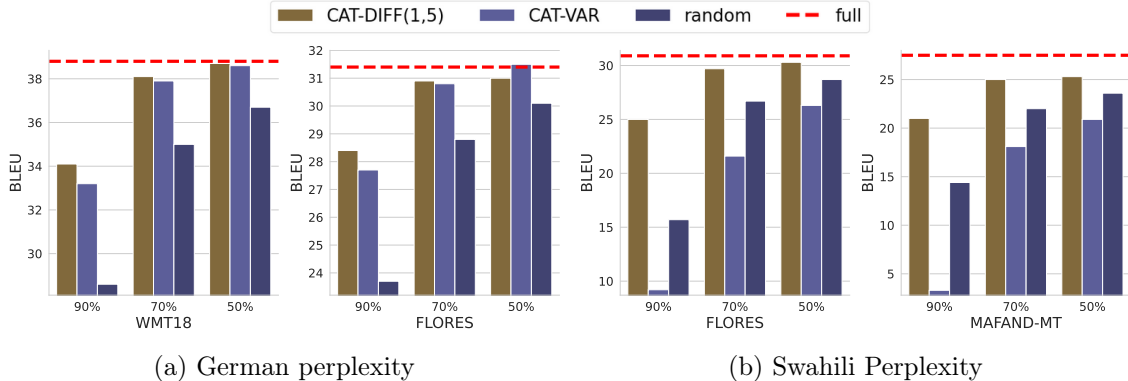 CAT-DIFF(1,5) CAT-VAR random full
BLEU
38
36
34
32
30
90% 70% 50%
WMT18
BLEU
32
31
30
29
28
27
26
25
24
90% 70% 50%
FLORES
BLEU
30
25
20
15
10
90% 70% 50%
FLORES
BLEU
25
20
15
10
5
90% 70% 50%
MAFAND-MT
(a) German perplexity
(b) Swahili Perplexity